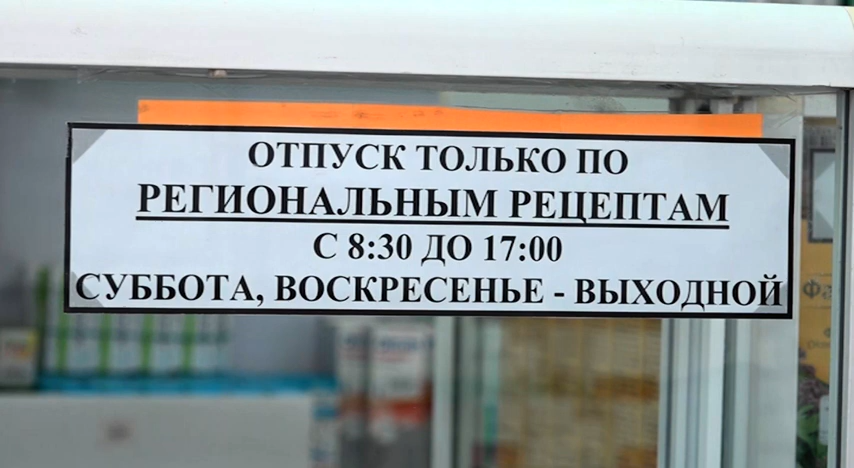 ОТПУСК ТОЛЬКО ПО
РЕГИОНАЛЬНЫМ РЕЦЕПТАМ
С 8:30 ДО 17:00
СУББОТА, ВОСКРЕСЕНЬЕ - ВЫХОДНОЙ